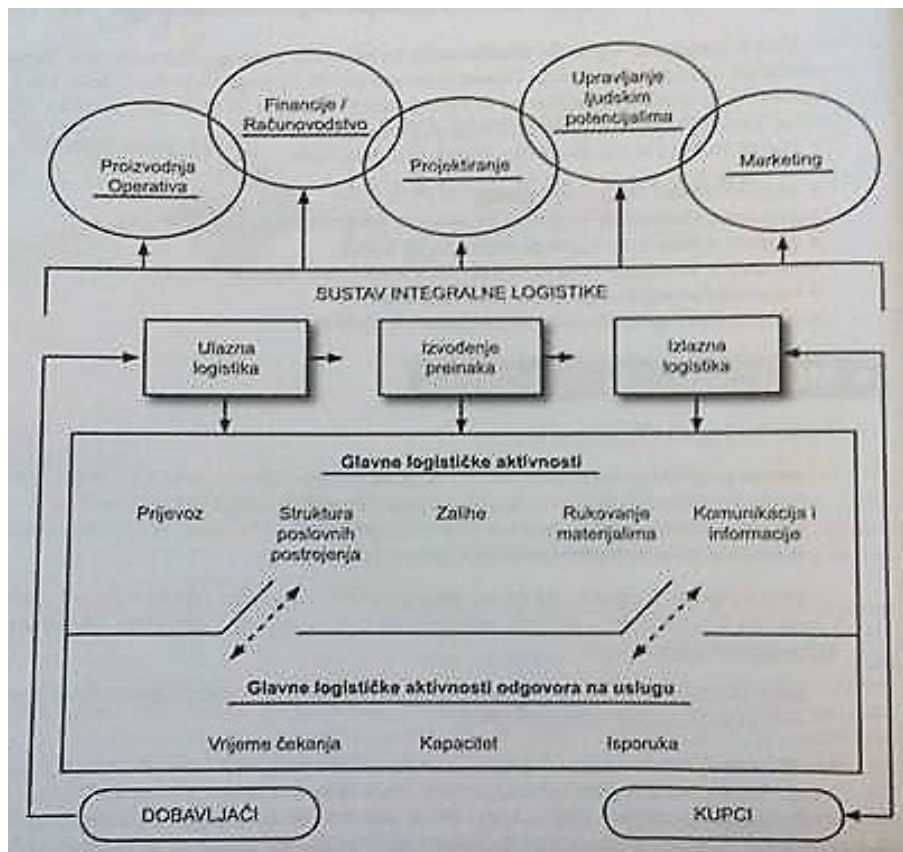 Financije /
Računovodstvo
Upravljanje
ljudskim
potencijalima
Proizvodnja
Operativa
Projektiranje
Marketing
SUSTAV INTEGRALNE LOGISTIKE
Ulazna
logistika
Izvođenje
preinaka
Izlazna
logistika
Glavne logističke aktivnosti
Prijevoz
Struktura
poslovnih
postrojenja
Zalihe
Rukovanje
materijalima
Komunikacija i
informacije
Glavne logističke aktivnosti odgovora na uslugu
Vrijeme čekanja
Kapacitet
Isporuka
DOBAVLJAČI
KUPCI